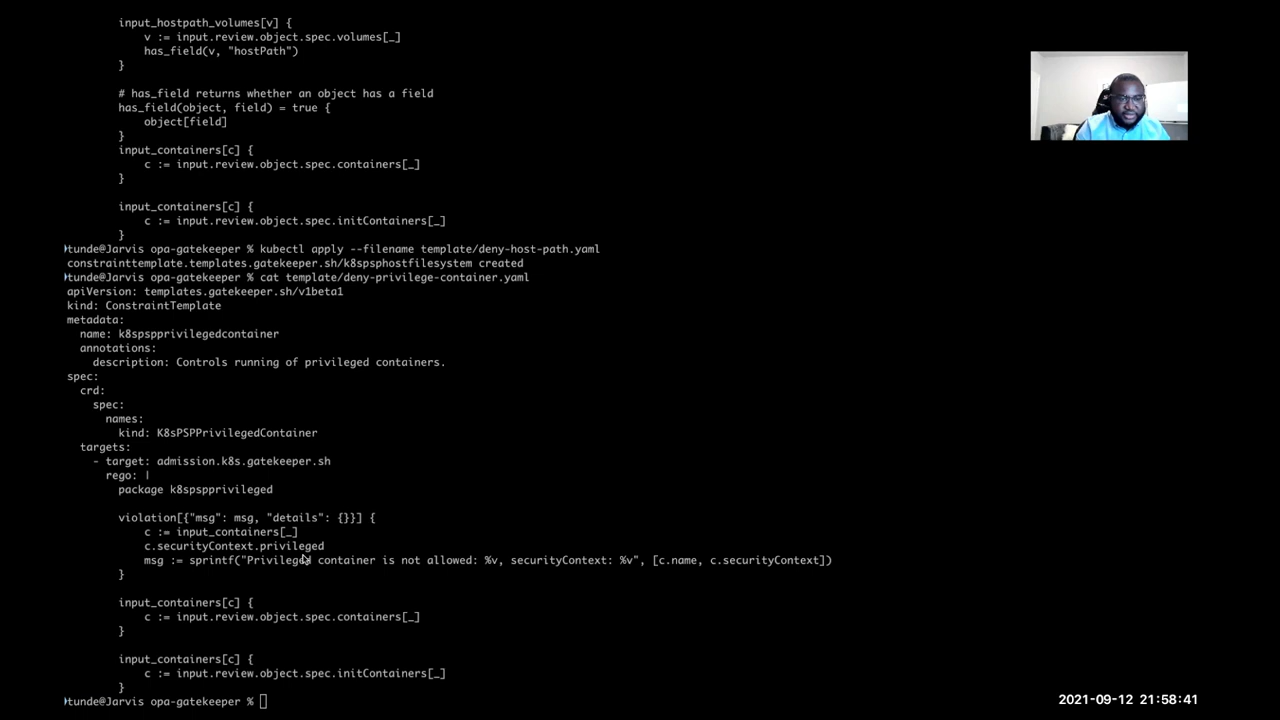 input_hostpath_volumes[v] {
v := input.review.object.spec.volumes[_]
has_field(v, "hostPath")
}
# has_field returns whether an object has a field
has_field(object, field) = true {
object[field]
}
input_containers[c] {
c := input.review.object.spec.containers[_]
}
input_containers[c] {
c := input.review.object.spec.initContainers[_]
}
tunde@Jarvis opa-gatekeeper % kubectl apply --filename template/deny-host-path.yaml
constrainttemplate.templates.gatekeeper.sh/k8spsphostfilesystem created
tunde@Jarvis opa-gatekeeper % cat template/deny-privilege-container.yaml
apiVersion: templates.gatekeeper.sh/v1beta1
kind: ConstraintTemplate
metadata:
name: k8spspprivilegedcontainer
annotations:
description: Controls running of privileged containers.
spec:
crd:
spec:
names:
kind: K8sPSPPrivilegedContainer
targets:
- target: admission.k8s.gatekeeper.sh
rego: |
package k8spspprivileged
violation[{"msg": msg, "details": {}}] {
c := input_containers[_]
c.securityContext.privileged
msg := sprintf("Privileged container is not allowed: %v, securityContext: %v", [c.name, c.securityContext])
}
input_containers[c] {
c := input.review.object.spec.containers[_]
}
input_containers[c] {
c := input.review.object.spec.initContainers[_]
}
tunde@Jarvis opa-gatekeeper %
2021-09-12 21:58:41